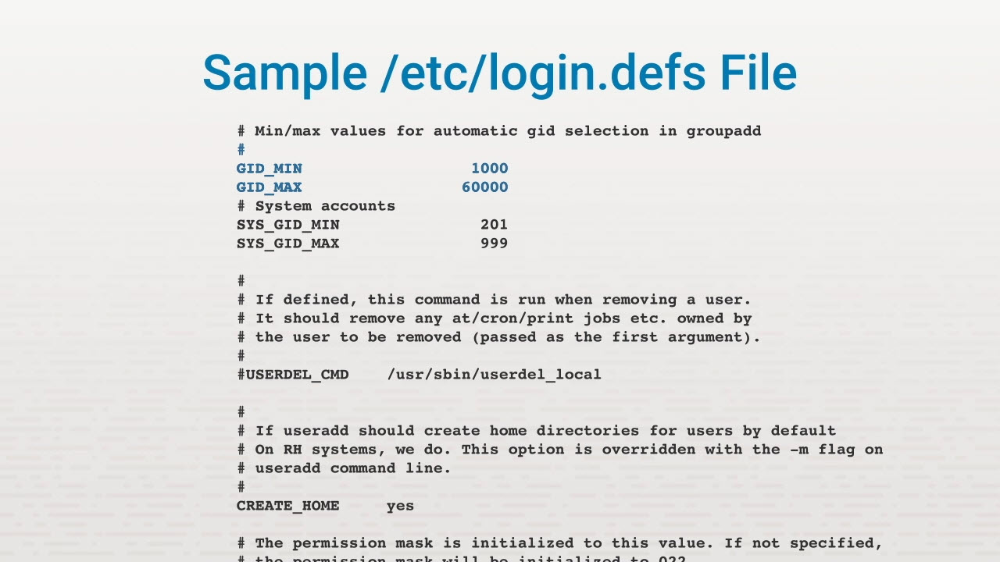 Sample /etc/login.defs File
# Min/max values for automatic gid selection in groupadd
#
GID_MIN                  1000
GID_MAX                 60000
# System accounts
SYS_GID_MIN               201
SYS_GID_MAX               999
#
# If defined, this command is run when removing a user.
# It should remove any at/cron/print jobs etc. owned by
# the user to be removed (passed as the first argument).
#
#USERDEL_CMD    /usr/sbin/userdel_local
#
# If useradd should create home directories for users by default
# On RH systems, we do. This option is overridden with the -m flag on
# useradd command line.
#
CREATE_HOME     yes
# The permission mask is initialized to this value. If not specified,
# the permission mask will be initialized to 022.